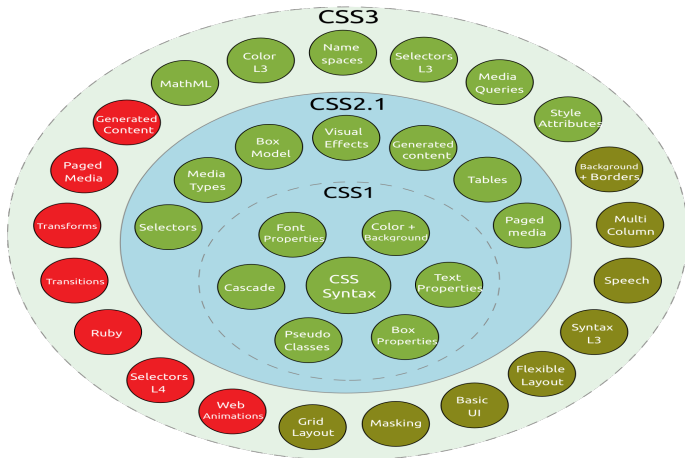 CSS3
Name
spaces
Color
L3
Selectors
L3
MathML
Media
Queries
Generated
Content
Style
Attributes
Paged
Media
Background
+ Borders
Transforms
Multi
Column
Transitions
Speech
Ruby
Syntax
L3
Selectors
L4
Flexible
Layout
Web
Animations
Basic
UI
Grid
Layout
Masking
CSS2.1
Visual
Effects
Box
Model
Generated
content
Media
Types
Tables
Selectors
Paged
media
CSS1
Font
Properties
Color +
Background
Cascade
CSS
Syntax
Text
Properties
Pseudo
Classes
Box
Properties